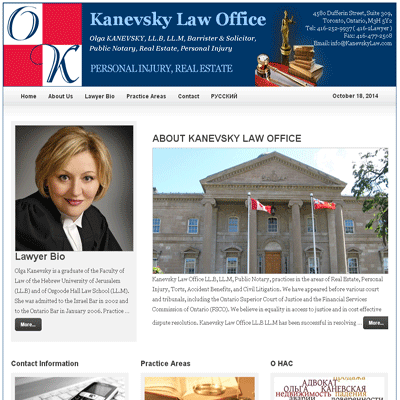 O
K
Kanevsky Law Office
Olga KANEVSKY, LL.B, LL.M, Barrister & Solicitor,
Public Notary, Real Estate, Personal Injury
PERSONAL INJURY, REAL ESTATE
4580 Dufferin Street, Suite 309,
Toronto, Ontario, M3H 5Y2
Tel: 416-252-9937 ( 416-2Lawyer )
Fax: 416-477-2508
Email: info@KanevskyLaw.com
Home About Us Lawyer Bio Practice Areas Contact РУССКИЙ October 18, 2014
ABOUT KANEVSKY LAW OFFICE
Lawyer Bio
Olga Kanevsky is a graduate of the Faculty of
Law of the Hebrew University of Jerusalem
(LL.B) and of Osgoode Hall Law School (LL.M).
She was admitted to the Israel Bar in 2002 and
to the Ontario Bar in January 2006. Practice ...
More...
Kanevsky Law Office LL.B, LL.M, Public Notary, practices in the areas of Real Estate, Personal
Injury, Torts, Accident Benefits, and Civil Litigation. We have appeared before various court
and tribunals, including the Ontario Superior Court of Justice and the Financial Services
Commission of Ontario (FSCO). We believe in equality in access to justice and in cost effective
dispute resolution. Kanevsky Law Office LL.B LL.M has been successful in resolving ... More...
Contact Information
Practice Areas
О НАС
АДВОКАТ
ОЛЬГА КАНЕВСКАЯ
недвижимость
аварии